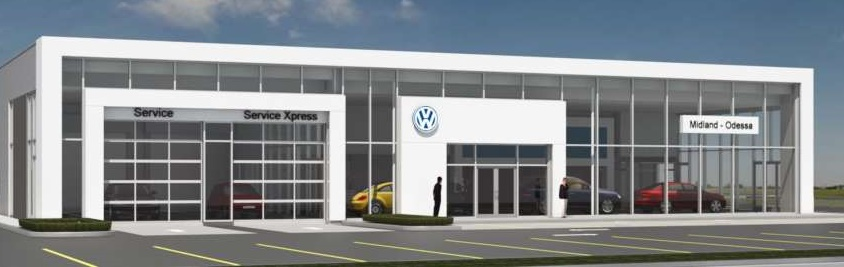 Service
Service Xpress
VW
Midland - Odessa